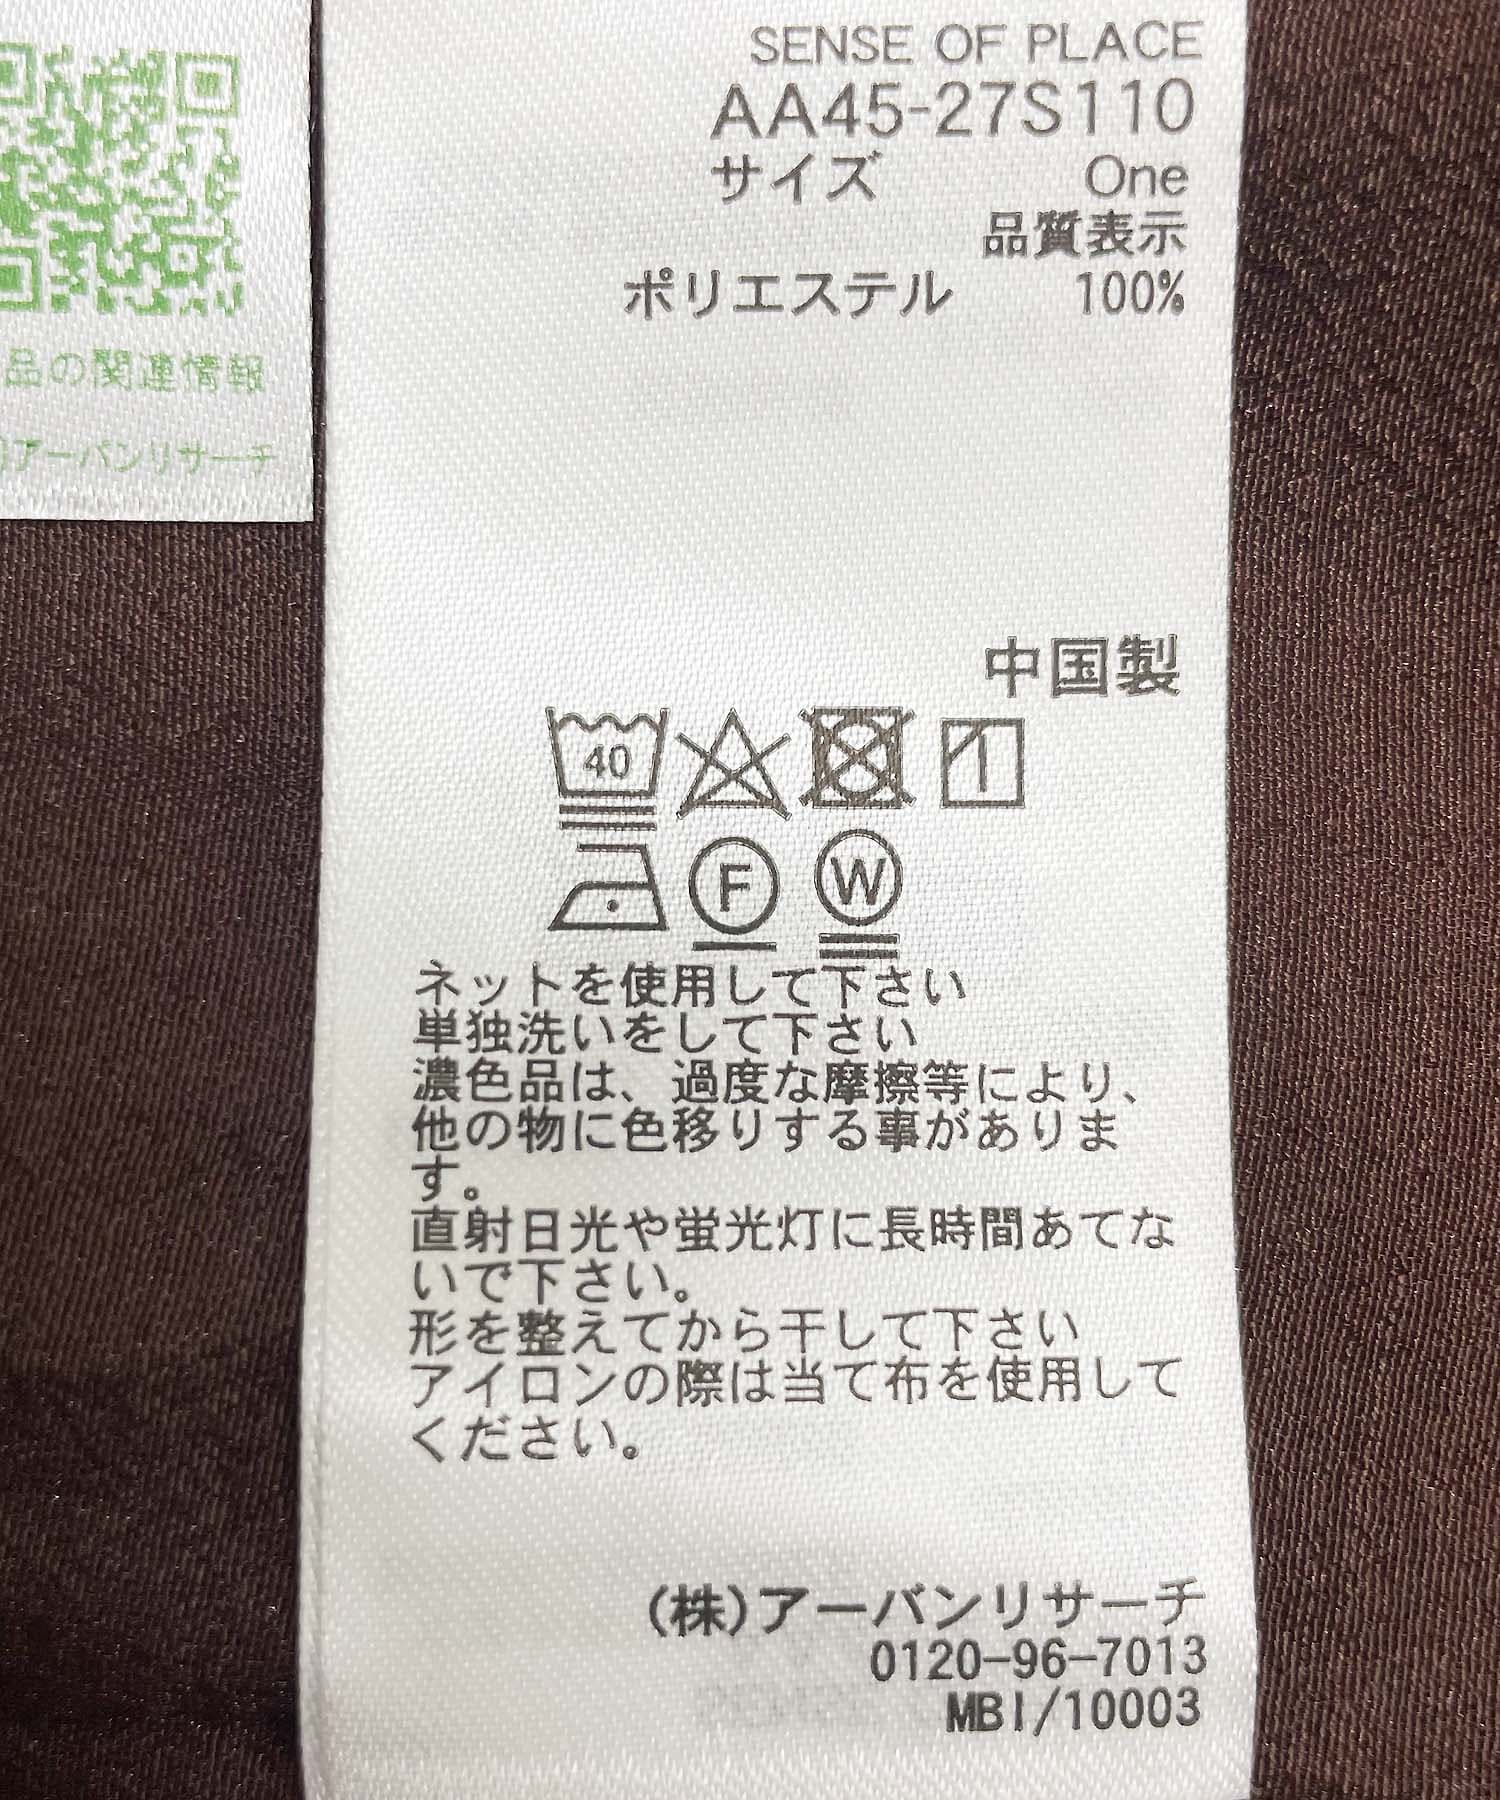 SENSE OF PLACE
AA45-27S110
サイズ One
品質表示
ポリエステル 100%
中国製
40
F W
ネットを使用して下さい
単独洗いをして下さい
濃色品は、過度な摩擦等により、
他の物に色移りする事がありま
す。
直射日光や蛍光灯に長時間あてな
いで下さい。
形を整えてから干して下さい
アイロンの際は当て布を使用して
ください。
(株)アーバンリサーチ
0120-96-7013
MBI/10003
品の関連情報
)アーバンリサーチ